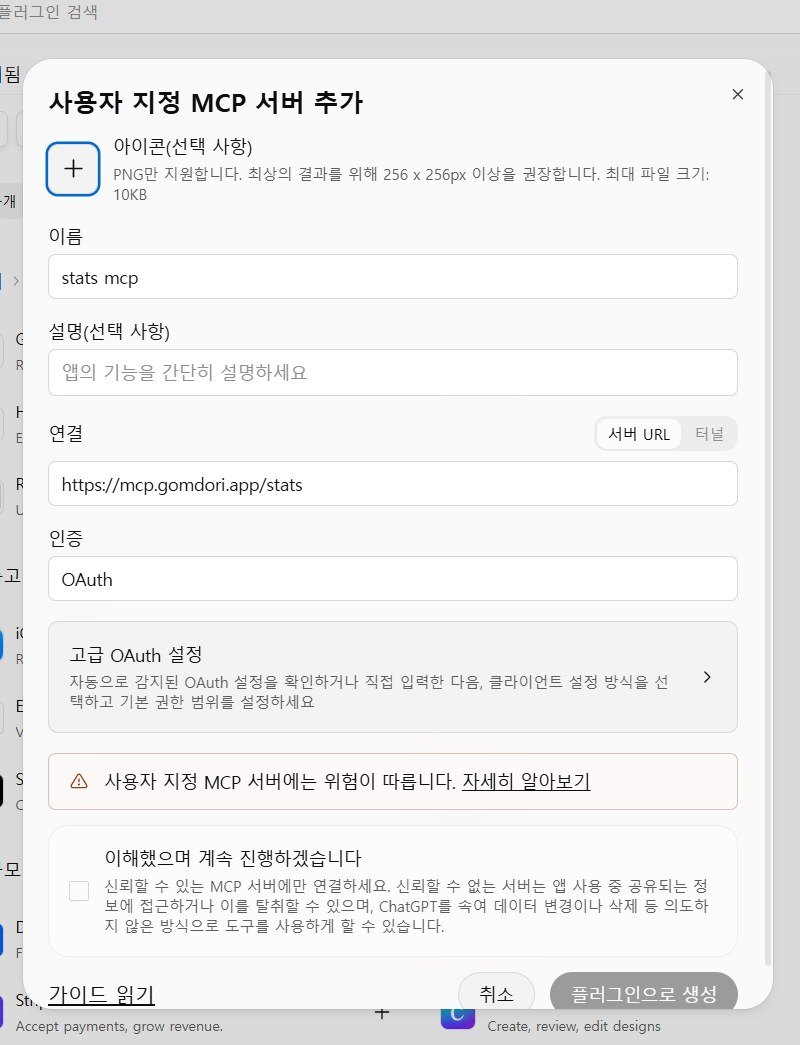 플러그인 검색
사용자 지정 MCP 서버 추가
아이콘(선택 사항)
PNG만 지원합니다. 최상의 결과를 위해 256 x 256px 이상을 권장합니다. 최대 파일 크기:
10KB
이름
stats mcp
설명(선택 사항)
앱의 기능을 간단히 설명하세요
연결
서버 URL
터널
https://mcp.gomdori.app/stats
인증
OAuth
고급 OAuth 설정
자동으로 감지된 OAuth 설정을 확인하거나 직접 입력한 다음, 클라이언트 설정 방식을 선
택하고 기본 권한 범위를 설정하세요
사용자 지정 MCP 서버에는 위험이 따릅니다. 자세히 알아보기
이해했으며 계속 진행하겠습니다
신뢰할 수 있는 MCP 서버에만 연결하세요. 신뢰할 수 없는 서버는 앱 사용 중 공유되는 정
보에 접근하거나 이를 탈취할 수 있으며, ChatGPT를 속여 데이터 변경이나 삭제 등 의도하
지 않은 방식으로 도구를 사용하게 할 수 있습니다.
가이드 읽기
취소
플러그인으로 생성
Accept payments, grow revenue.
Create, review, edit designs